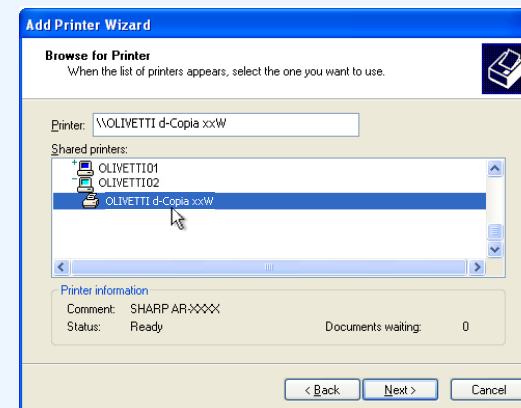 Add Printer Wizard
Browse for Printer
When the list of printers appears, select the one you want to use.
Printer: \\OLIVETTI d-Copia xxW
Shared printers:
OLIVETTI01
OLIVETTI02
OLIVETTI d-Copia xxW
Printer information
Comment: SHARP AR-XXXX
Status: Ready Documents waiting: 0
< Back Next > Cancel